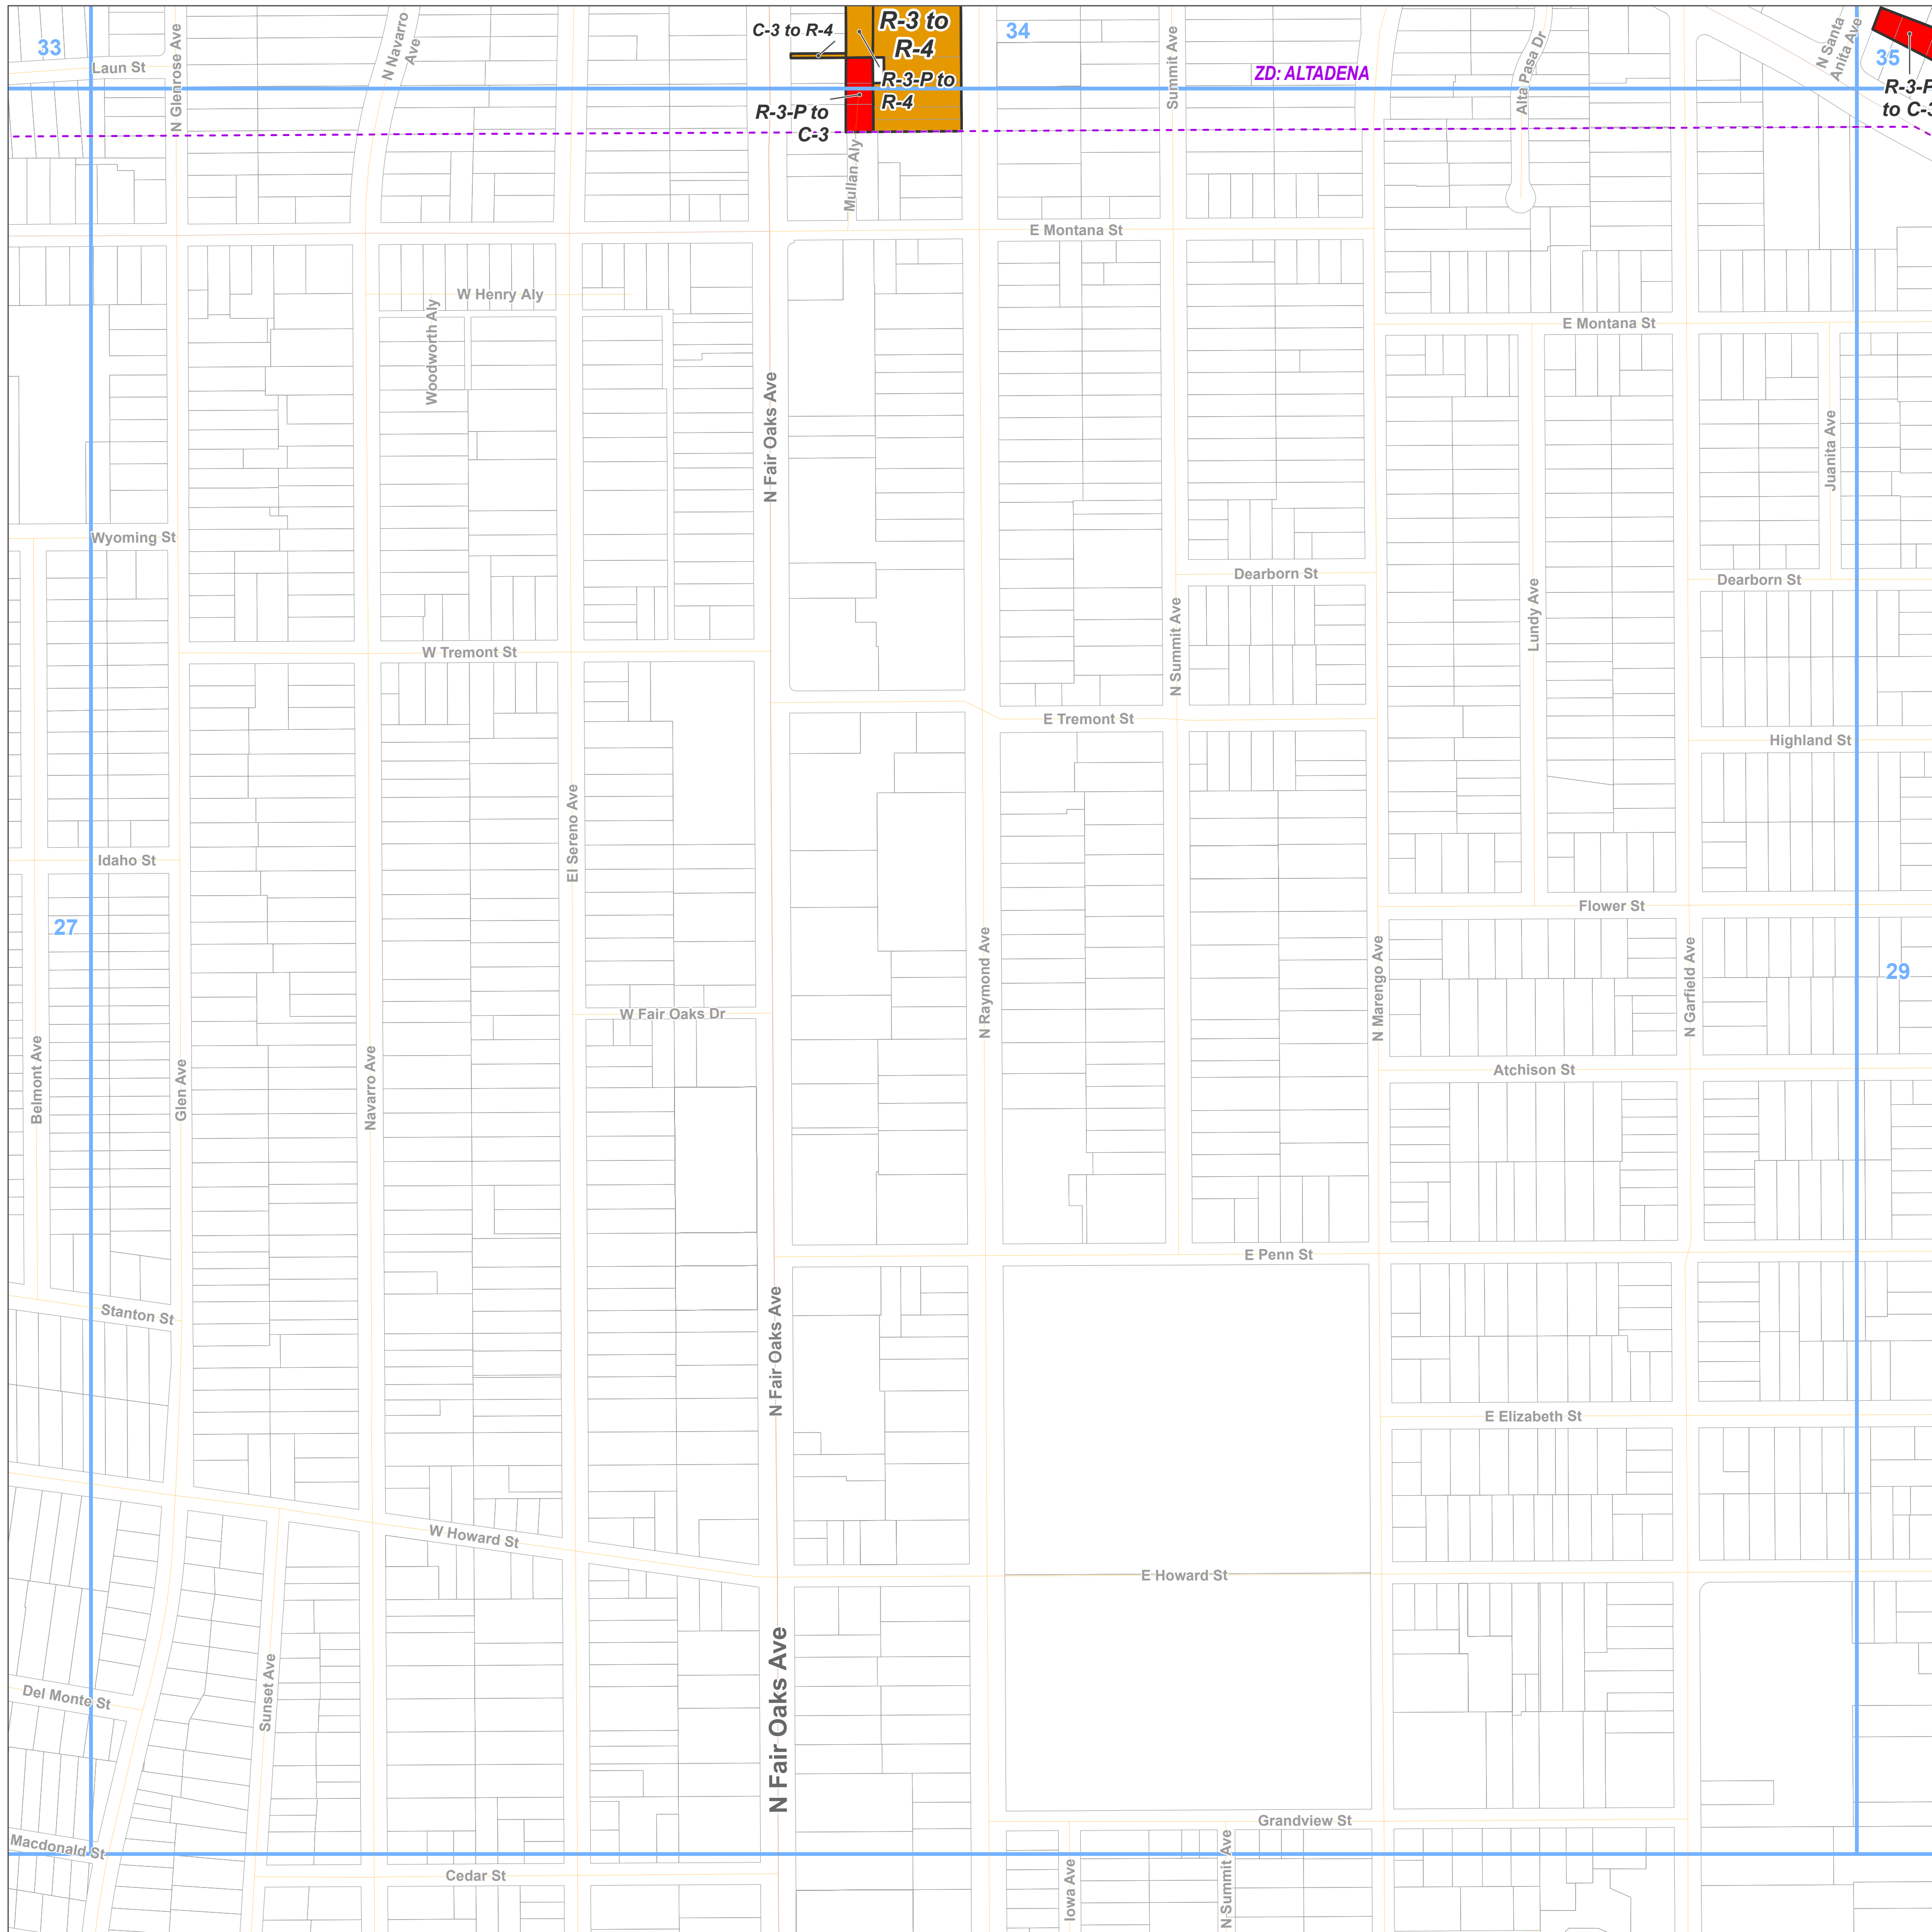 33
Laun St
N Glenrose Ave
N Navarro
Ave
C-3 to R-4
R-3 to
R-4
R-3-P to
R-4
R-3-P to
C-3
34
ZD: ALTADENA
Summit Ave
Alta Pasa Dr
N Santa
Anita Ave
35
R-3-P
to C-3
Mullan Aly
E Montana St
W Henry Aly
Woodworth Aly
E Montana St
N Fair Oaks Ave
Juanita Ave
Wyoming St
Dearborn St
Dearborn St
Lundy Ave
N Summit Ave
W Tremont St
E Tremont St
Highland St
El Sereno Ave
Idaho St
27
Flower St
29
N Raymond Ave
N Marengo Ave
N Garfield Ave
W Fair Oaks Dr
Belmont Ave
Glen Ave
Navarro Ave
Atchison St
E Penn St
Stanton St
N Fair Oaks Ave
E Elizabeth St
W Howard St
E Howard St
Sunset Ave
N Fair Oaks Ave
Del Monte St
Grandview St
Macdonald St
Cedar St
Iowa Ave
N Summit Ave